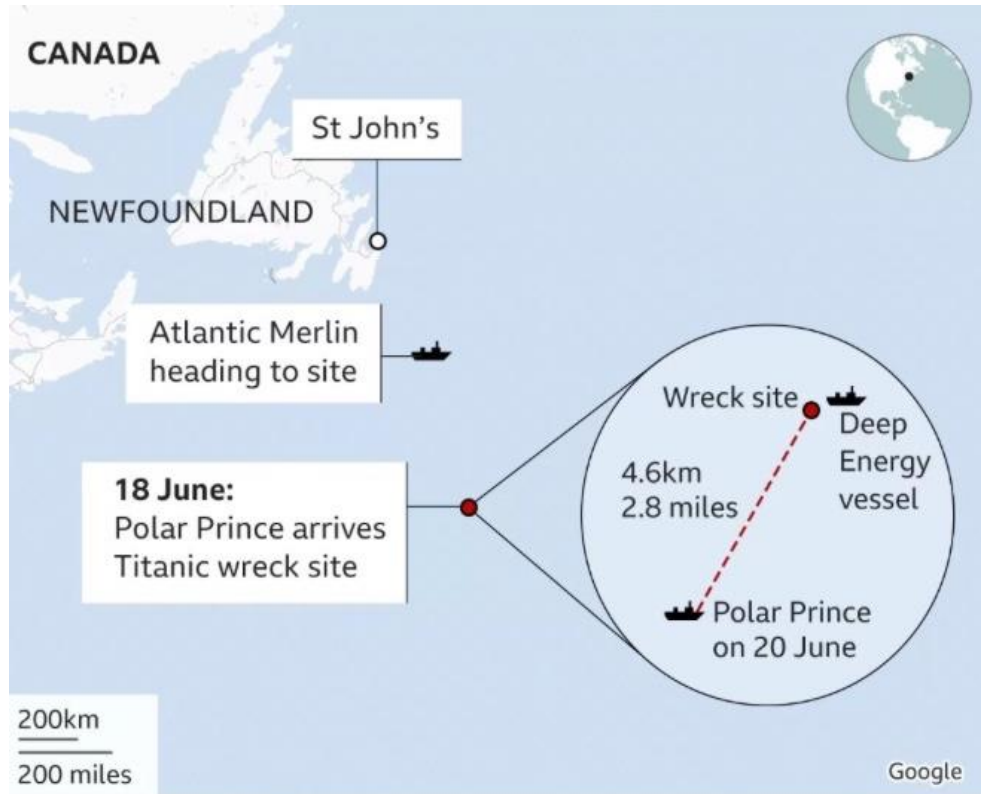 CANADA
St John's
NEWFOUNDLAND
Atlantic Merlin
heading to site
18 June:
Polar Prince arrives
Titanic wreck site
Wreck site
Deep
Energy
vessel
4.6km
2.8 miles
Polar Prince
on 20 June
200km
200 miles
Google